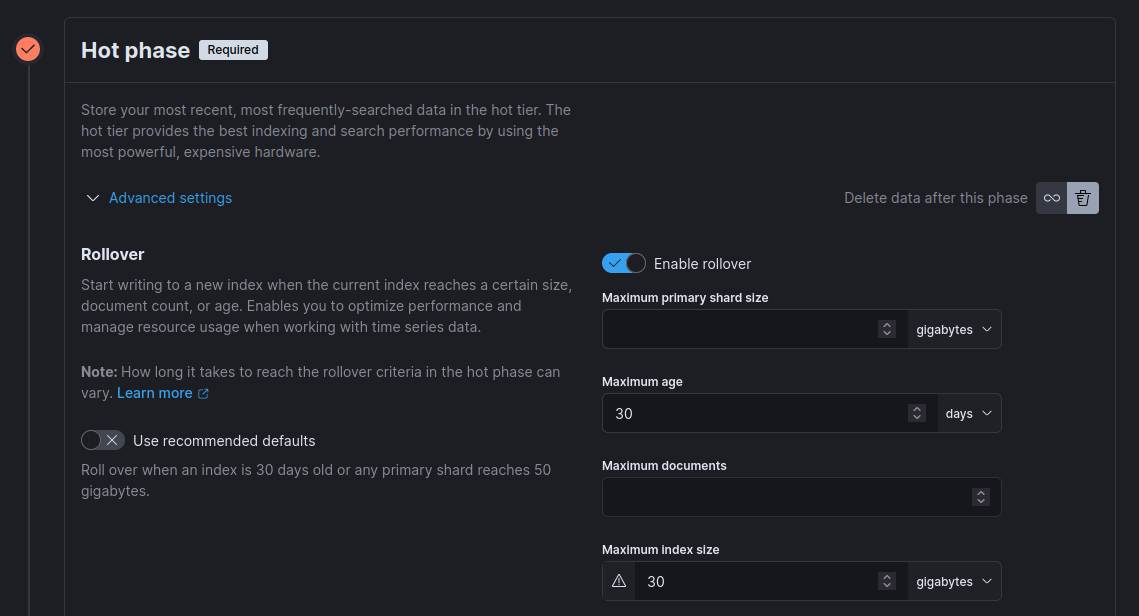 Hot phase Required
Store your most recent, most frequently-searched data in the hot tier. The
hot tier provides the best indexing and search performance by using the
most powerful, expensive hardware.
Advanced settings
Delete data after this phase
Rollover
Start writing to a new index when the current index reaches a certain size,
document count, or age. Enables you to optimize performance and
manage resource usage when working with time series data.
Note: How long it takes to reach the rollover criteria in the hot phase can
vary. Learn more
Use recommended defaults
Roll over when an index is 30 days old or any primary shard reaches 50
gigabytes.
Enable rollover
Maximum primary shard size
gigabytes
Maximum age
30 days
Maximum documents
Maximum index size
30 gigabytes